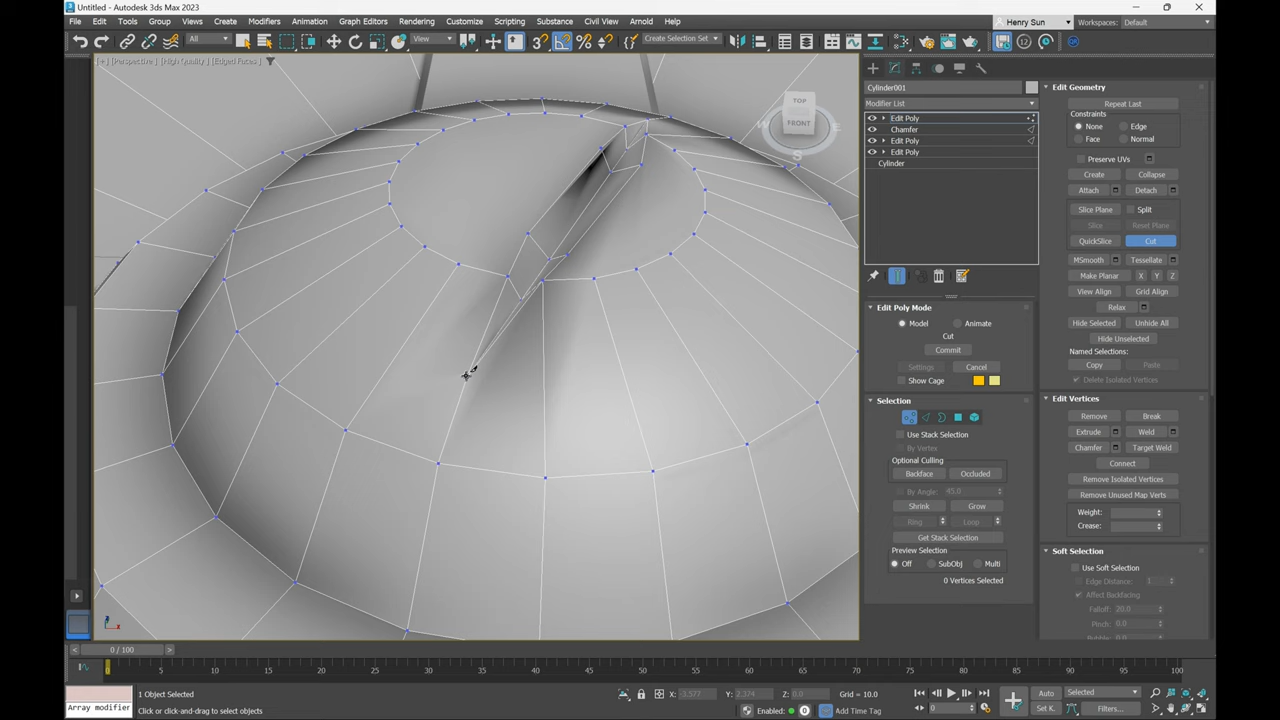 Untitled - Autodesk 3ds Max 2023
File Edit Tools Group Views Create Modifiers Animation Graph Editors Rendering Customize Scripting Substance Civil View Arnold Help
Henry Sun Workspaces: Default
All View Create Selection Set
[+] [Perspective] [High Quality] [Edged Faces]
TOP
FRONT
W E
S
Cylinder001
Modifier List
Edit Poly
Chamfer
Edit Poly
Edit Poly
Cylinder
Edit Poly Mode
Model Animate
Cut
Commit
Settings Cancel
Show Cage
Selection
Use Stack Selection
By Vertex
Optional Culling
Backface Occluded
By Angle: 45.0
Shrink Grow
Ring Loop
Get Stack Selection
Preview Selection
Off SubObj Multi
0 Vertices Selected
Edit Geometry
Repeat Last
Constraints
None Edge
Face Normal
Preserve UVs
Create Collapse
Attach Detach
Slice Plane Split
Slice Reset Plane
QuickSlice Cut
MSmooth Tessellate
Make Planar X Y Z
View Align Grid Align
Relax
Hide Selected Unhide All
Hide Unselected
Named Selections:
Copy Paste
Delete Isolated Vertices
Edit Vertices
Remove Break
Extrude Weld
Chamfer Target Weld
Connect
Remove Isolated Vertices
Remove Unused Map Verts
Weight:
Crease:
Soft Selection
Use Soft Selection
Edge Distance: 1
Affect Backfacing
Falloff: 20.0
Pinch: 0.0
Bubble: 0.0
0 / 100
0 5 10 15 20 25 30 35 40 45 50 55 60 65 70 75 80 85 90 95 100
1 Object Selected
X: -3.577 Y: 2.374 Z: 0.0 Grid = 10.0
Auto Selected
Array modifier
Click or click-and-drag to select objects
Enabled: Add Time Tag
0 Set K. Filters...